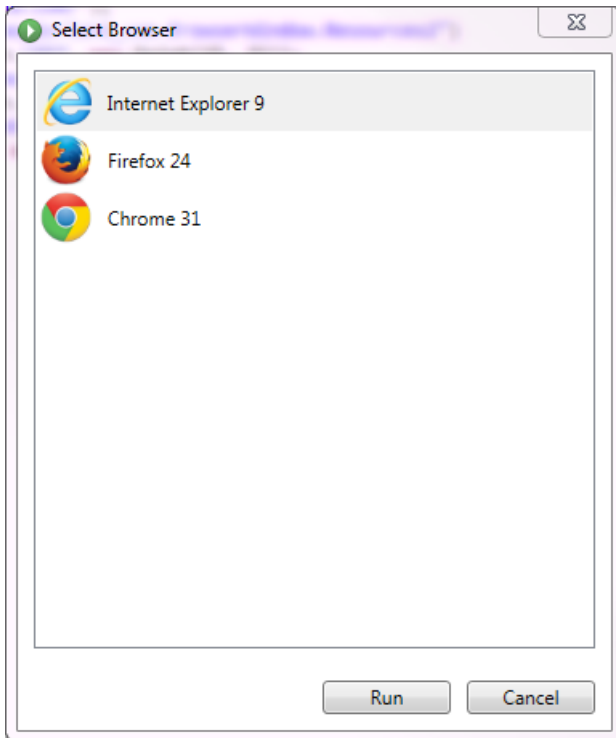 Select Browser
Internet Explorer 9
Firefox 24
Chrome 31
Run
Cancel